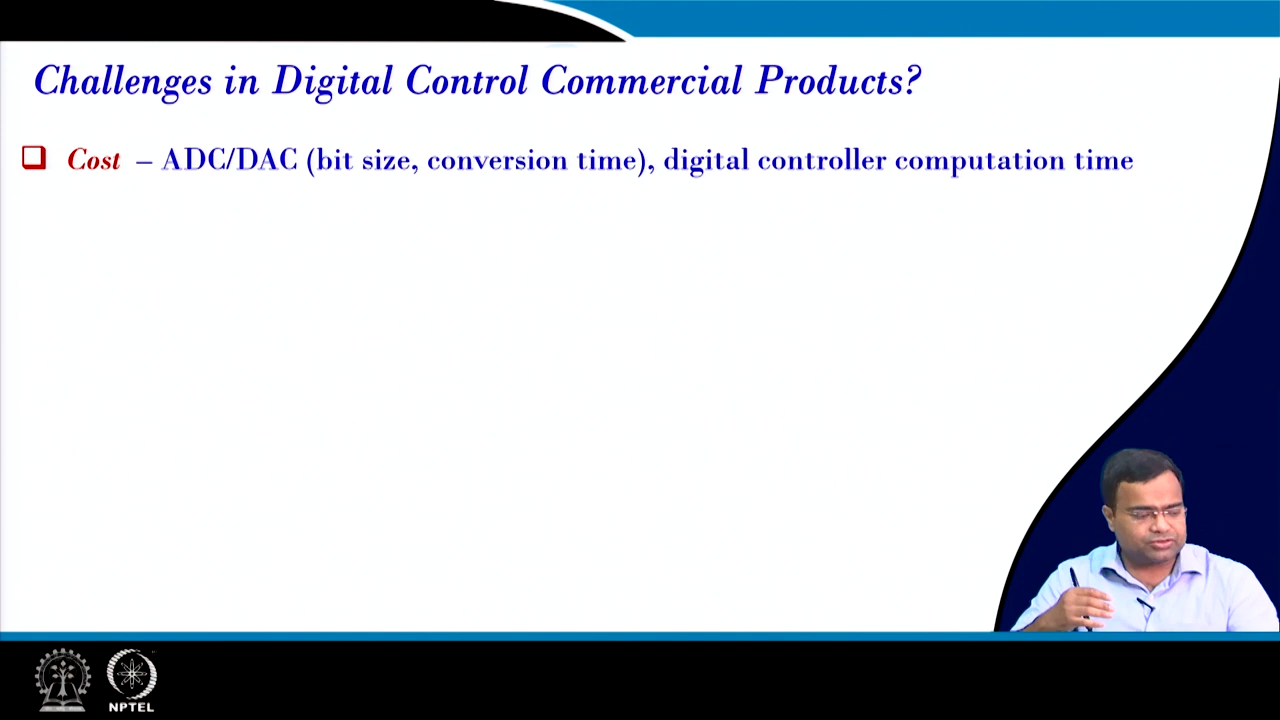 Challenges in Digital Control Commercial Products?
Cost – ADC/DAC (bit size, conversion time), digital controller computation time
NPTEL